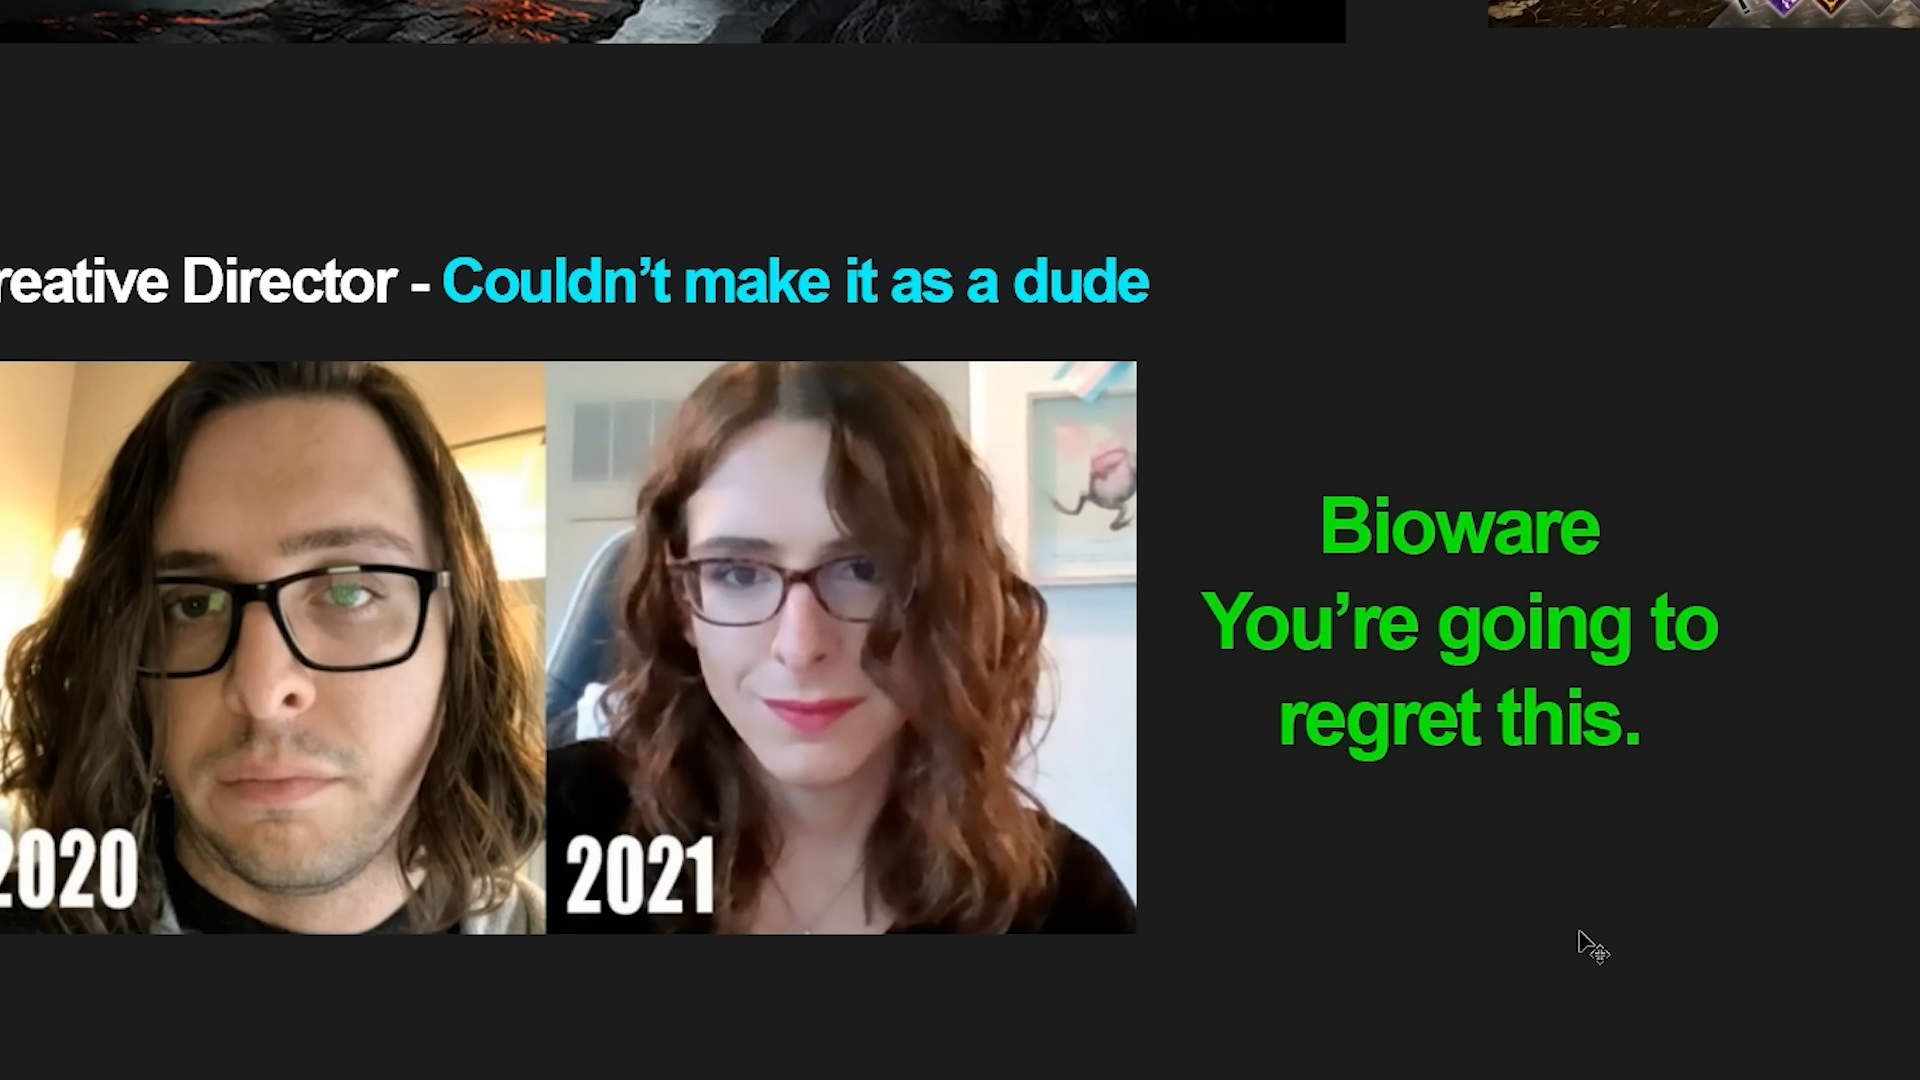 reative Director - Couldn’t make it as a dude
Bioware
You’re going to
regret this.
2020
2021